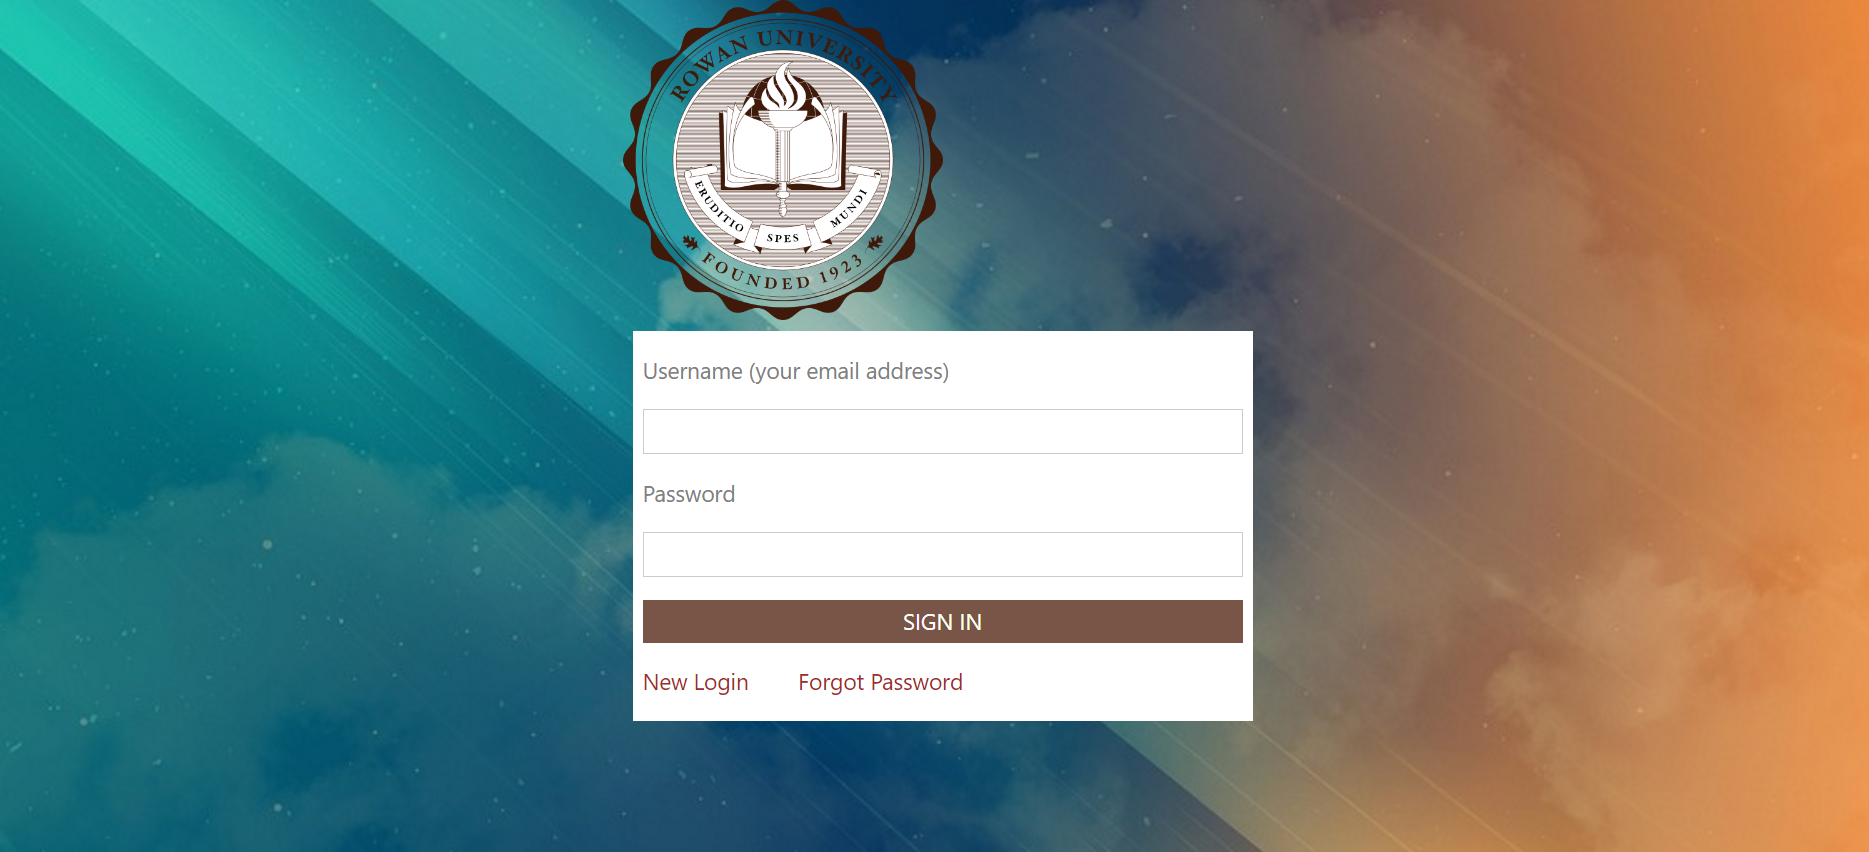 ROWAN UNIVERSITY
ERUDITIO SPES MUNDI
FOUNDED 1923
Username (your email address)
Password
SIGN IN
New Login Forgot Password